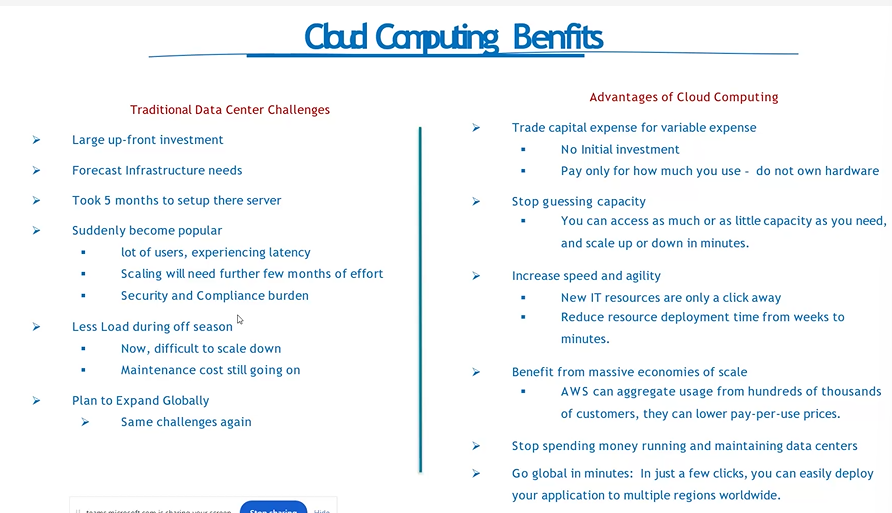 Cloud Computing Benfits
Traditional Data Center Challenges
Large up-front investment
Forecast Infrastructure needs
Took 5 months to setup there server
Suddenly become popular
lot of users, experiencing latency
Scaling will need further few months of effort
Security and Compliance burden
Less Load during off season
Now, difficult to scale down
Maintenance cost still going on
Plan to Expand Globally
Same challenges again
Advantages of Cloud Computing
Trade capital expense for variable expense
No Initial investment
Pay only for how much you use - do not own hardware
Stop guessing capacity
You can access as much or as little capacity as you need,
and scale up or down in minutes.
Increase speed and agility
New IT resources are only a click away
Reduce resource deployment time from weeks to
minutes.
Benefit from massive economies of scale
AWS can aggregate usage from hundreds of thousands
of customers, they can lower pay-per-use prices.
Stop spending money running and maintaining data centers
Go global in minutes: In just a few clicks, you can easily deploy
your application to multiple regions worldwide.
teams.microsoft.com is sharing your screen. Stop sharing Hide